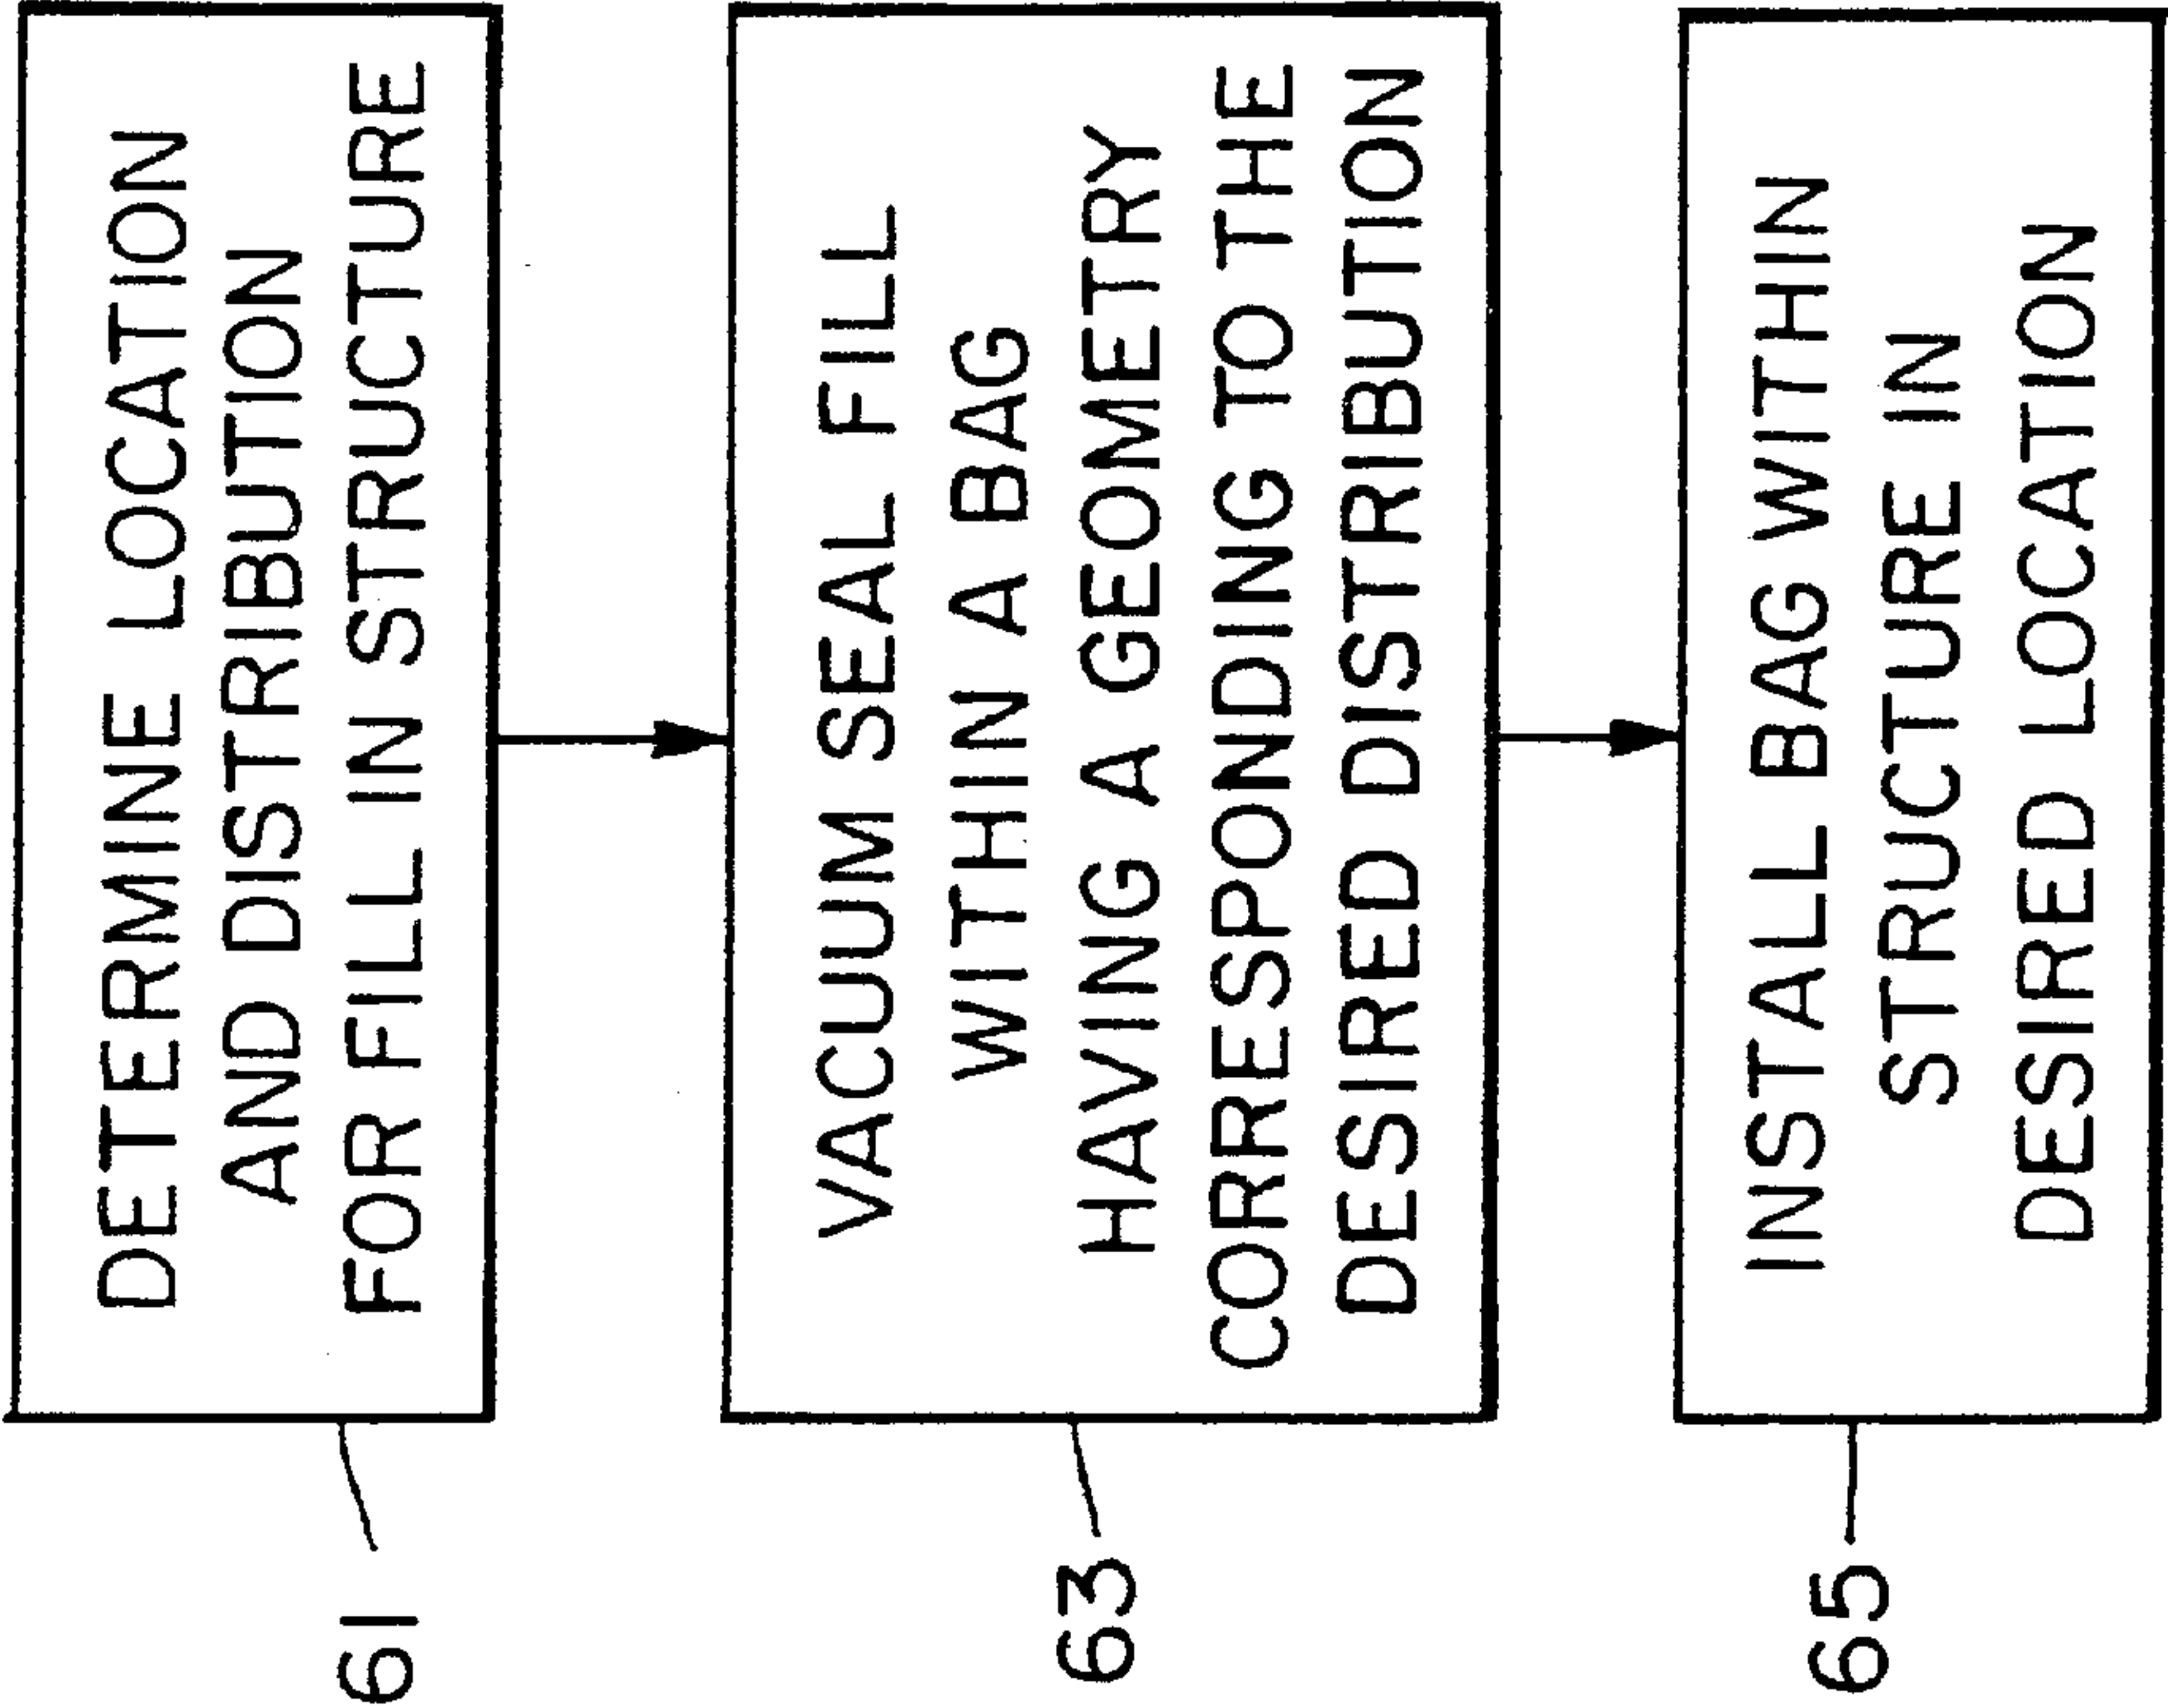 DETERMINE LOCATION
AND DISTRIBUTION
FOR FILL IN STRUCTURE
61
VACUUM SEAL FILL
WITHIN A BAG
HAVING A GEOMETRY
CORRESPONDING TO THE
DESIRED DISTRIBUTION
63
INSTALL BAG WITHIN
STRUCTURE IN
DESIRED LOCATION
65